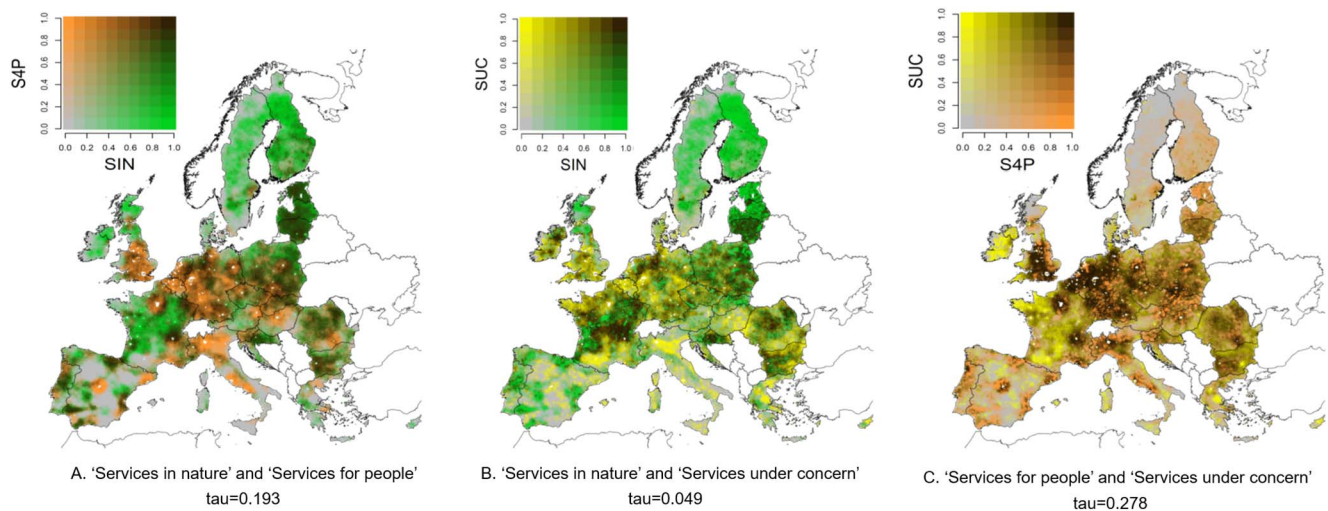 S4P
1.0
0.8
0.6
0.4
0.2
0.0
0.0 0.2 0.4 0.6 0.8 1.0
SIN
SUC
1.0
0.8
0.6
0.4
0.2
0.0
0.0 0.2 0.4 0.6 0.8 1.0
SIN
SUC
1.0
0.8
0.6
0.4
0.2
0.0
0.0 0.2 0.4 0.6 0.8 1.0
S4P
A. ‘Services in nature’ and ‘Services for people’
tau=0.193
B. ‘Services in nature’ and ‘Services under concern’
tau=0.049
C. ‘Services for people’ and ‘Services under concern’
tau=0.278